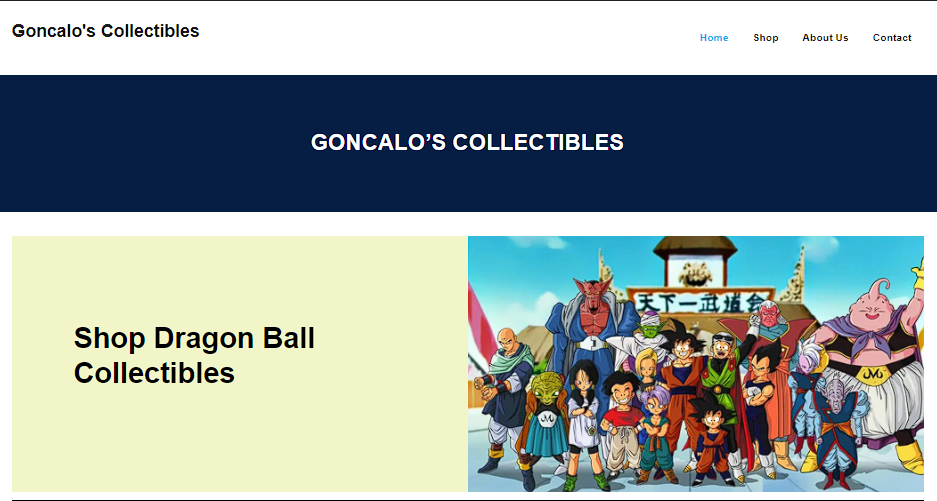 Goncalo's Collectibles
Home
Shop
About Us
Contact
GONCALO’S COLLECTIBLES
Shop Dragon Ball
Collectibles
天下一武道会
M
M